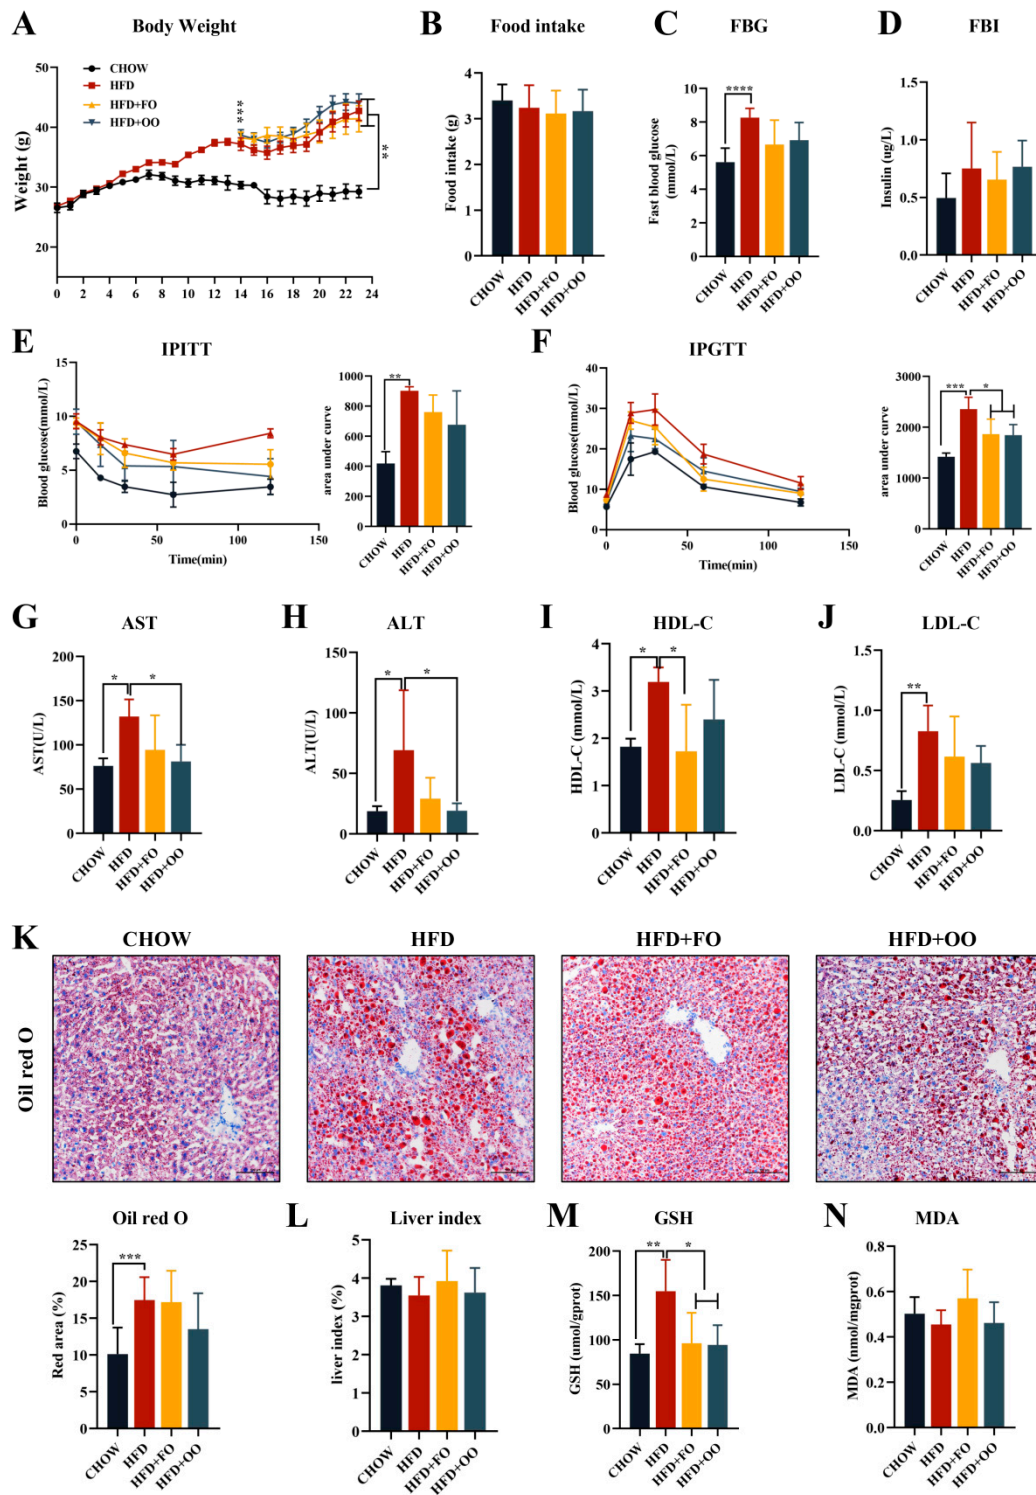 A Body Weight
Weight (g)
50
40
30
20
CHOW
HFD
HFD+FO
HFD+OO
***
**
0 2 4 6 8 10 12 14 16 18 20 22 24
B Food intake
Food intake (g)
4
3
2
1
0
CHOW HFD HFD+FO HFD+OO
C FBG
Fast blood glucose
(mmol/L)
10
8
6
4
2
0
****
CHOW HFD HFD+FO HFD+OO
D FBI
Insulin (ug/L)
1.5
1.0
0.5
0.0
CHOW HFD HFD+FO HFD+OO
E IPITT
Blood glucose(mmol/L)
15
10
5
0
0 50 100 150
Time(min)
area under curve
1000
800
600
400
200
0
**
CHOW HFD HFD+FO HFD+OO
F IPGTT
Blood glucose(mmol/L)
40
30
20
10
0
0 50 100 150
Time(min)
area under curve
3000
2000
1000
0
*** *
CHOW HFD HFD+FO HFD+OO
G AST
AST(U/L)
200
150
100
50
0
* *
CHOW HFD HFD+FO HFD+OO
H ALT
ALT(U/L)
150
100
50
0
* *
CHOW HFD HFD+FO HFD+OO
I HDL-C
HDL-C (mmol/L)
4
3
2
1
0
* *
CHOW HFD HFD+FO HFD+OO
J LDL-C
LDL-C (mmol/L)
1.5
1.0
0.5
0.0
**
CHOW HFD HFD+FO HFD+OO
K CHOW HFD HFD+FO HFD+OO
Oil red O
Oil red O
Red area (%)
25
20
15
10
5
0
***
CHOW HFD HFD+FO HFD+OO
L Liver index
liver index (%)
5
4
3
2
1
0
CHOW HFD HFD+FO HFD+OO
M GSH
GSH (umol/gprot)
200
150
100
50
0
** *
CHOW HFD HFD+FO HFD+OO
N MDA
MDA (nmol/mgprot)
0.8
0.6
0.4
0.2
0.0
CHOW HFD HFD+FO HFD+OO